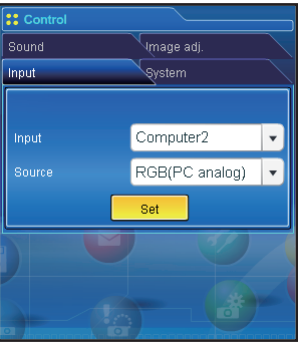 Control
Sound Image adj.
Input System
Input Computer2
Source RGB(PC analog)
Set